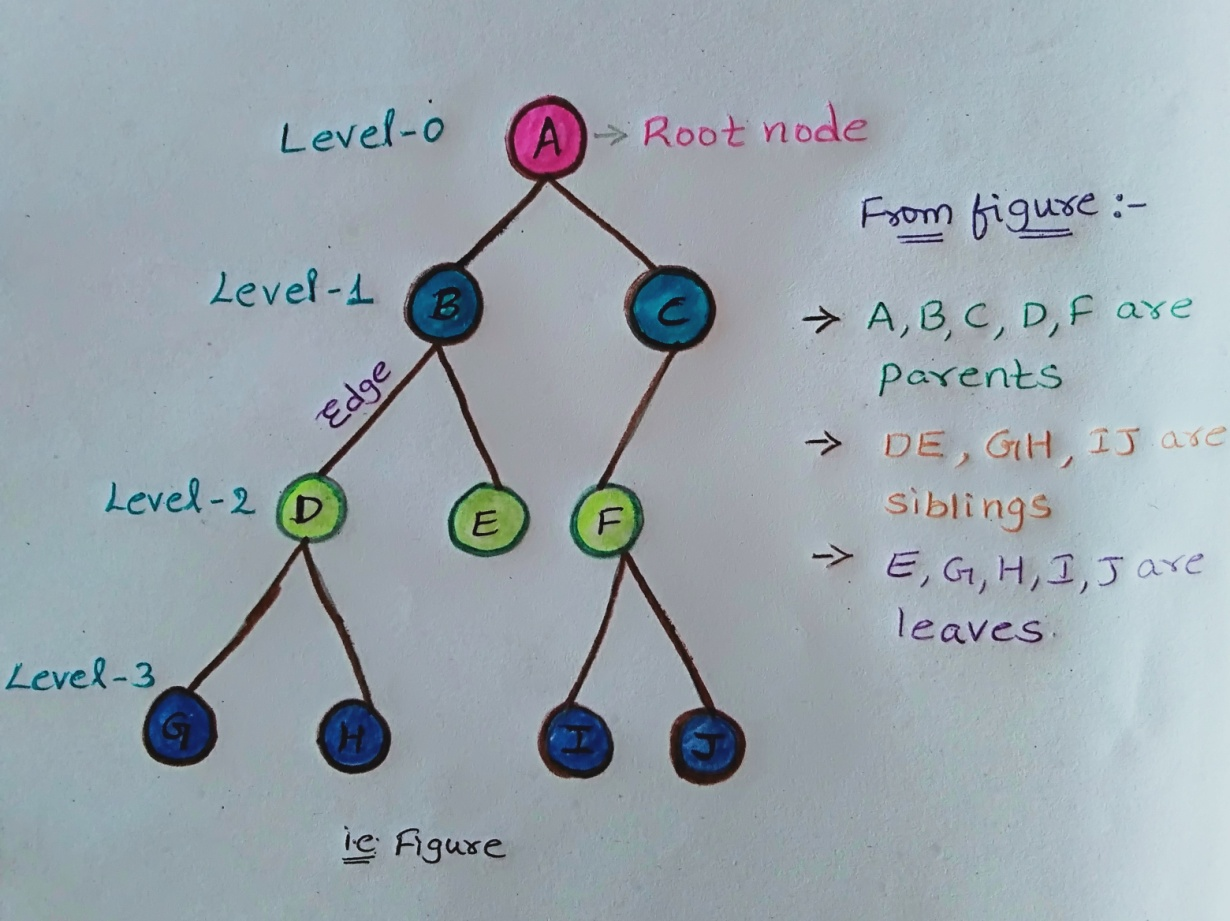 Level-0 A → Root node
From figure :-
Level-1 B C
→ A, B, C, D, F are
parents
Edge
→ DE, GH, IJ are
siblings
Level-2 D E F
→ E, G, H, I, J are
leaves.
Level-3
G H I J
i.e. Figure